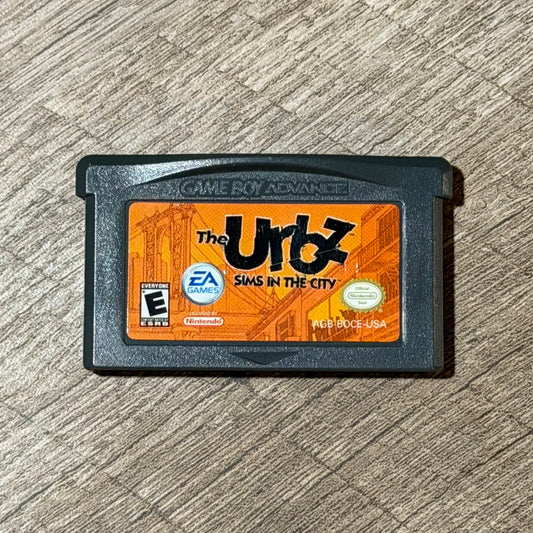 GAME BOY ADVANCE
The Urbz
SIMS IN THE CITY
EA
GAMES
EVERYONE
E
ESRB
LICENSED BY
Nintendo
Official
Nintendo
Seal
AGB-BOCE-USA